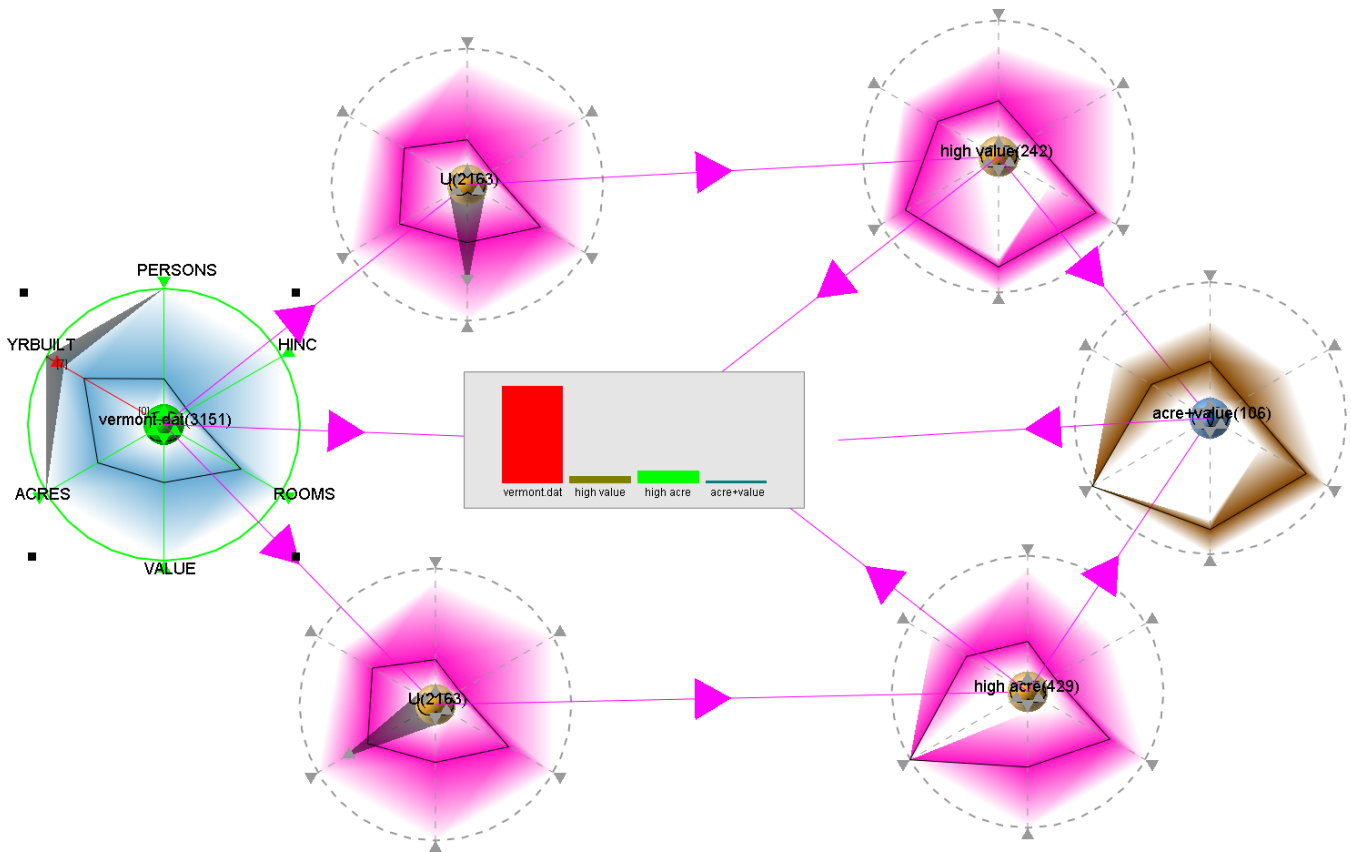 high value(242)
U(2163)
PERSONS
YRBUILT
HINC
[0]
vermont.dat(3151)
acre+value(106)
ACRES
ROOMS
vermont.dat
high value
high acre
acre+value
VALUE
high acre(429)
U(2163)